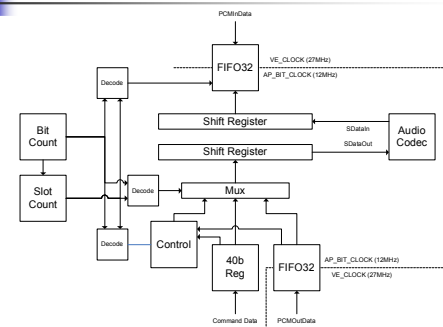 PCMInData
FIFO32
VE_CLOCK (27MHz)
AP_BIT_CLOCK (12MHz)
Decode
Shift Register
Bit Count
SDataIn
Audio Codec
SDataOut
Shift Register
Slot Count
Decode
Mux
Decode
Control
40b Reg
FIFO32
AP_BIT_CLOCK (12MHz)
VE_CLOCK (27MHz)
Command Data
PCMOutData